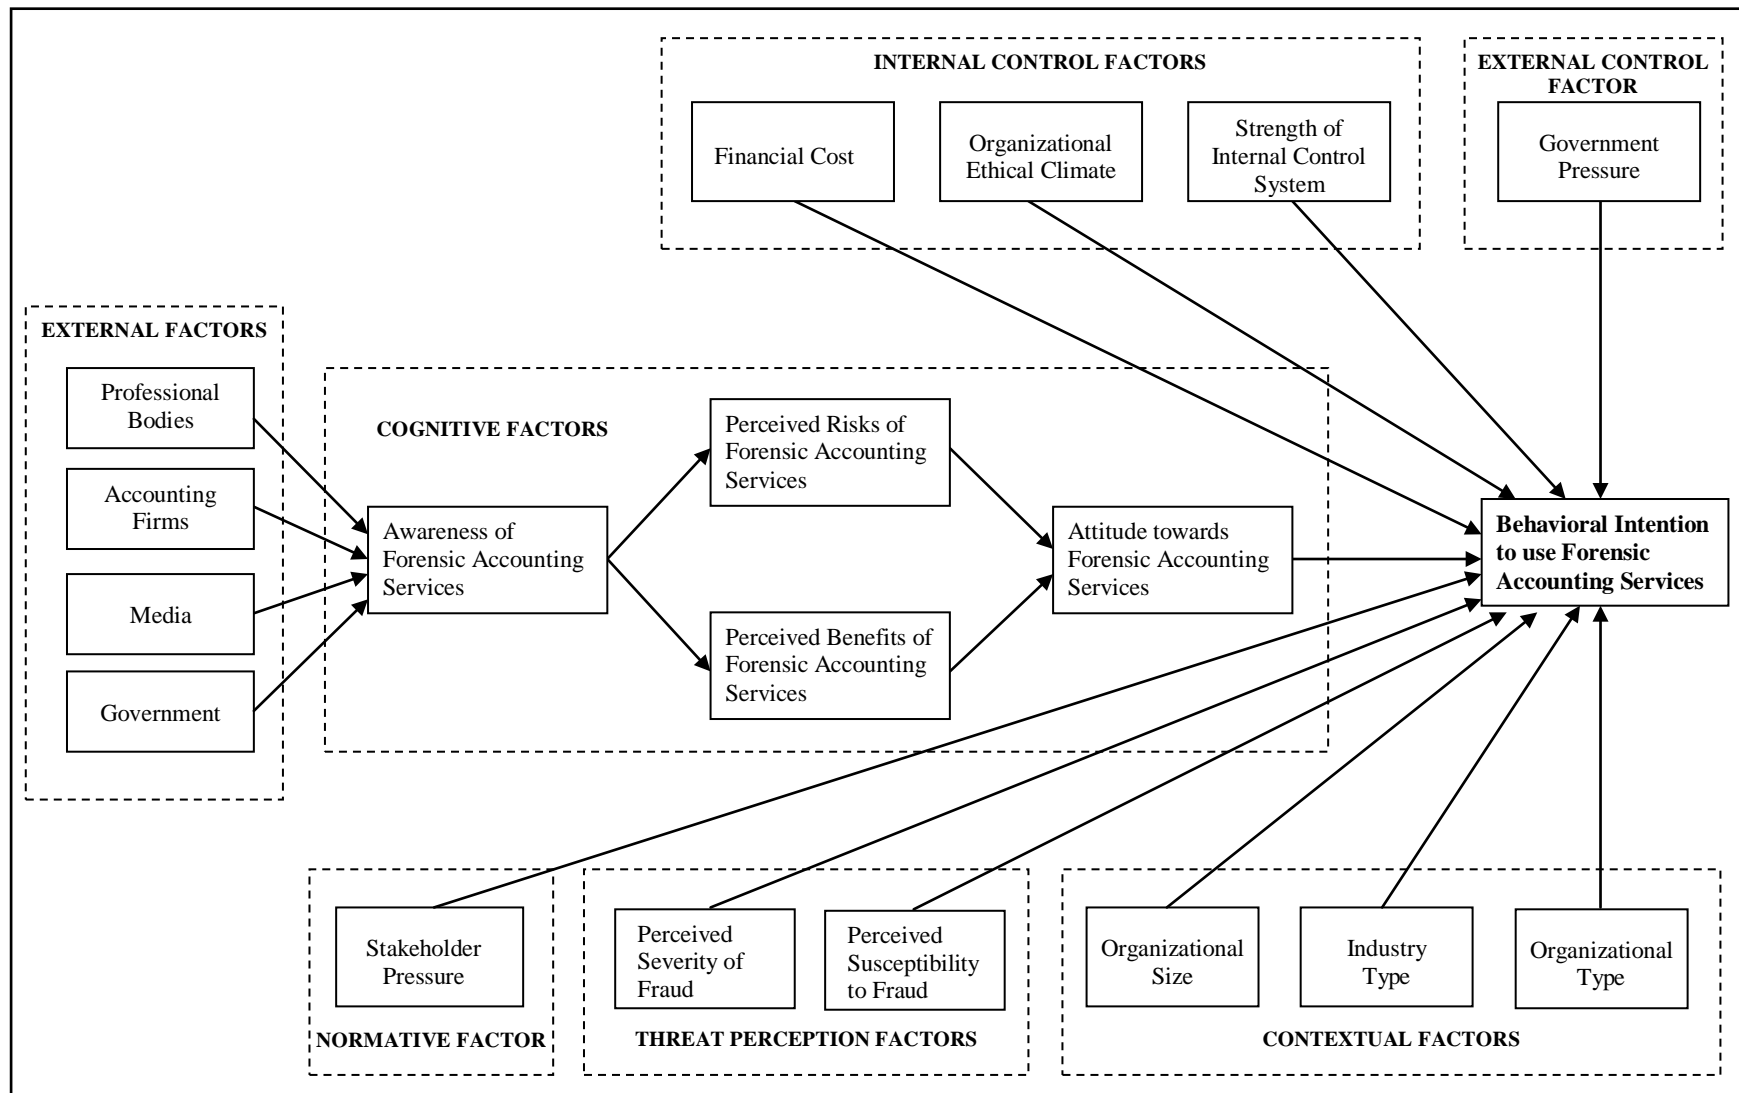 INTERNAL CONTROL FACTORS
Financial Cost
Organizational
Ethical Climate
Strength of
Internal Control
System
EXTERNAL CONTROL
FACTOR
Government
Pressure
EXTERNAL FACTORS
Professional
Bodies
Accounting
Firms
Media
Government
COGNITIVE FACTORS
Awareness of
Forensic Accounting
Services
Perceived Risks of
Forensic Accounting
Services
Perceived Benefits of
Forensic Accounting
Services
Attitude towards
Forensic Accounting
Services
Behavioral Intention
to use Forensic
Accounting Services
Stakeholder
Pressure
NORMATIVE FACTOR
Perceived
Severity of
Fraud
Perceived
Susceptibility
to Fraud
THREAT PERCEPTION FACTORS
Organizational
Size
Industry
Type
Organizational
Type
CONTEXTUAL FACTORS